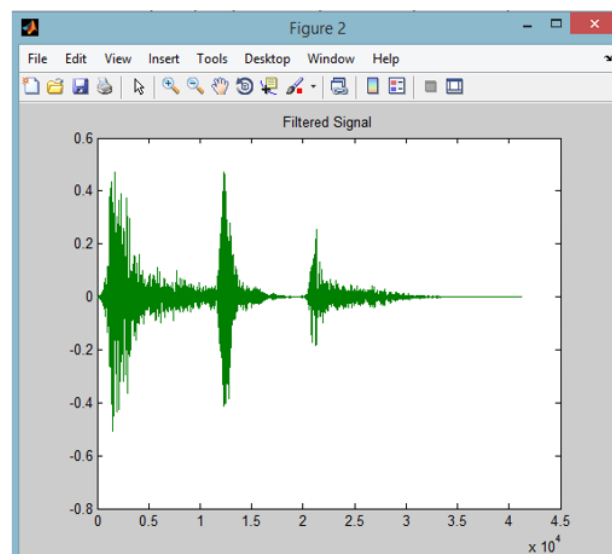 Figure 2
File Edit View Insert Tools Desktop Window Help
Filtered Signal
0.6
0.4
0.2
0
-0.2
-0.4
-0.6
-0.8
0 0.5 1 1.5 2 2.5 3 3.5 4 4.5
x 10^4